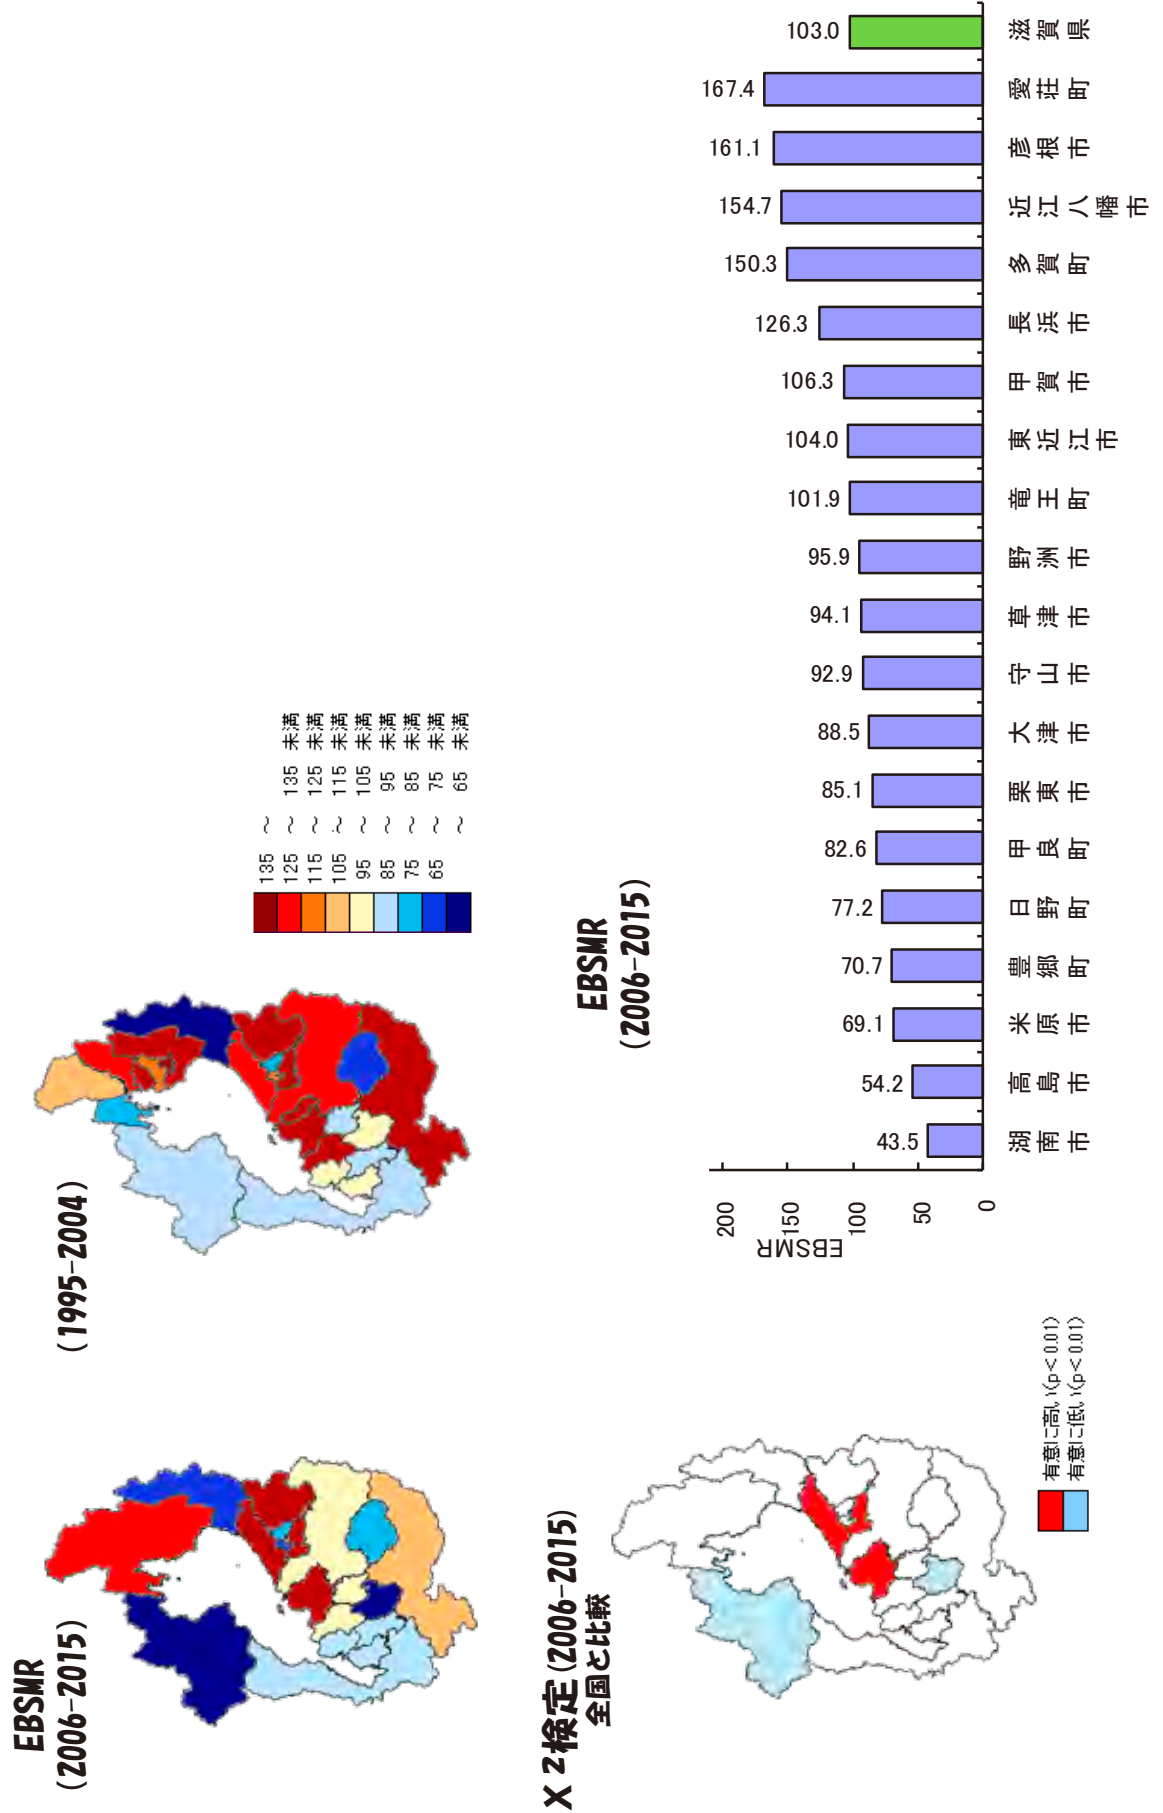 EBSMR
(2006-2015)
(1995-2004)
135 ～
125 ～ 135 未満
115 ～ 125 未満
105 ～ 115 未満
95 ～ 105 未満
85 ～ 95 未満
75 ～ 85 未満
65 ～ 75 未満
～ 65 未満
X²検定(2006-2015)
全国と比較
有意に高い(p<0.01)
有意に低い(p<0.01)
EBSMR
(2006-2015)
EBSMR
200
150
100
50
0
43.5
54.2
69.1
70.7
77.2
82.6
85.1
88.5
92.9
94.1
95.9
101.9
104.0
106.3
126.3
150.3
154.7
161.1
167.4
103.0
湖南市
高島市
米原市
豊郷町
日野町
甲良町
栗東市
大津市
守山市
草津市
野洲市
竜王町
東近江市
甲賀市
長浜市
多賀町
近江八幡市
彦根市
愛荘町
滋賀県